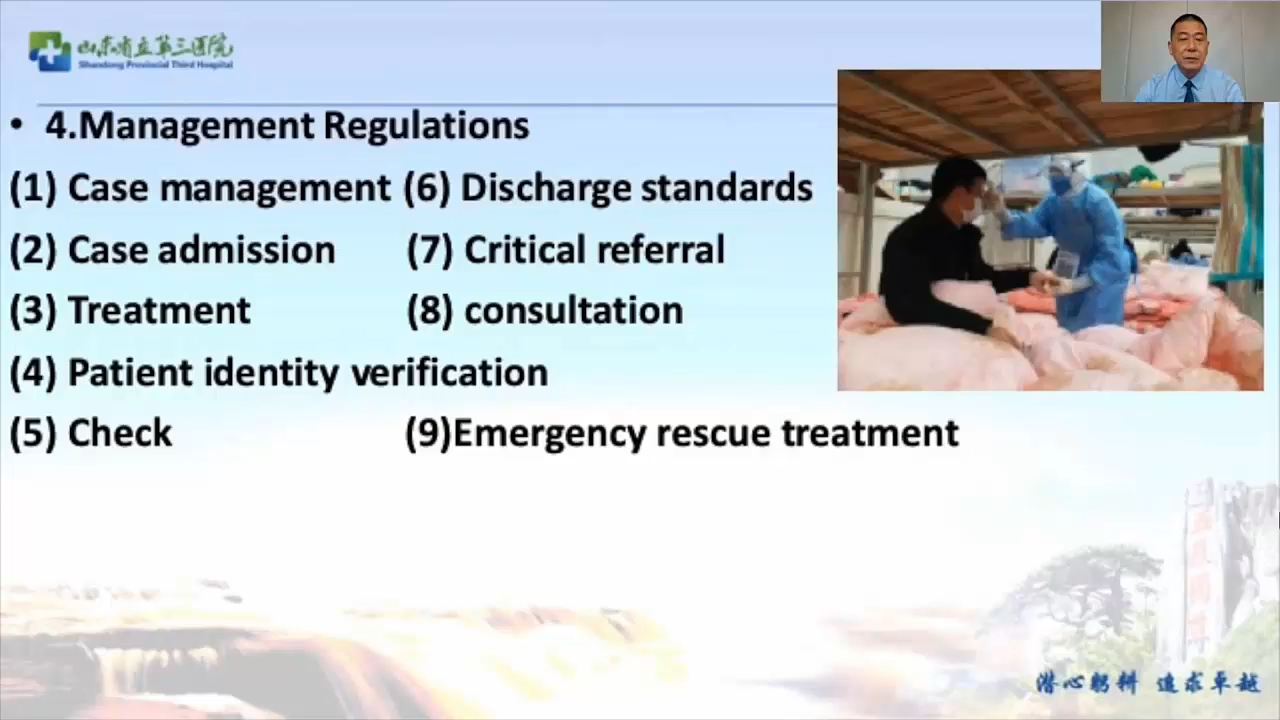 山东省立第三医院
Shandong Provincial Third Hospital
• 4.Management Regulations
(1) Case management (6) Discharge standards
(2) Case admission (7) Critical referral
(3) Treatment (8) consultation
(4) Patient identity verification
(5) Check (9)Emergency rescue treatment
潜心躬耕 追求卓越